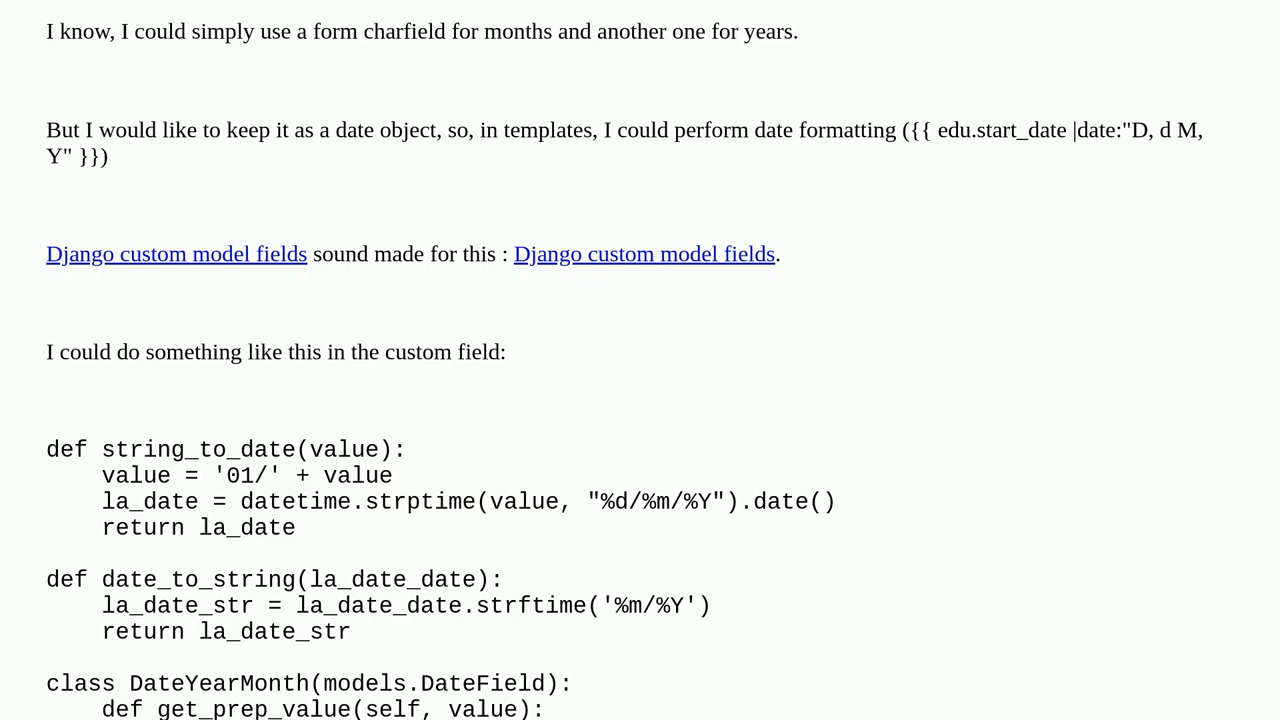 I know, I could simply use a form charfield for months and another one for years.
But I would like to keep it as a date object, so, in templates, I could perform date formatting ({{ edu.start_date |date:"D, d M,
Y" }})
Django custom model fields sound made for this : Django custom model fields.
I could do something like this in the custom field:
def string_to_date(value):
    value = '01/' + value
    la_date = datetime.strptime(value, "%d/%m/%Y").date()
    return la_date
def date_to_string(la_date_date):
    la_date_str = la_date_date.strftime('%m/%Y')
    return la_date_str
class DateYearMonth(models.DateField):
    def get_prep_value(self, value):